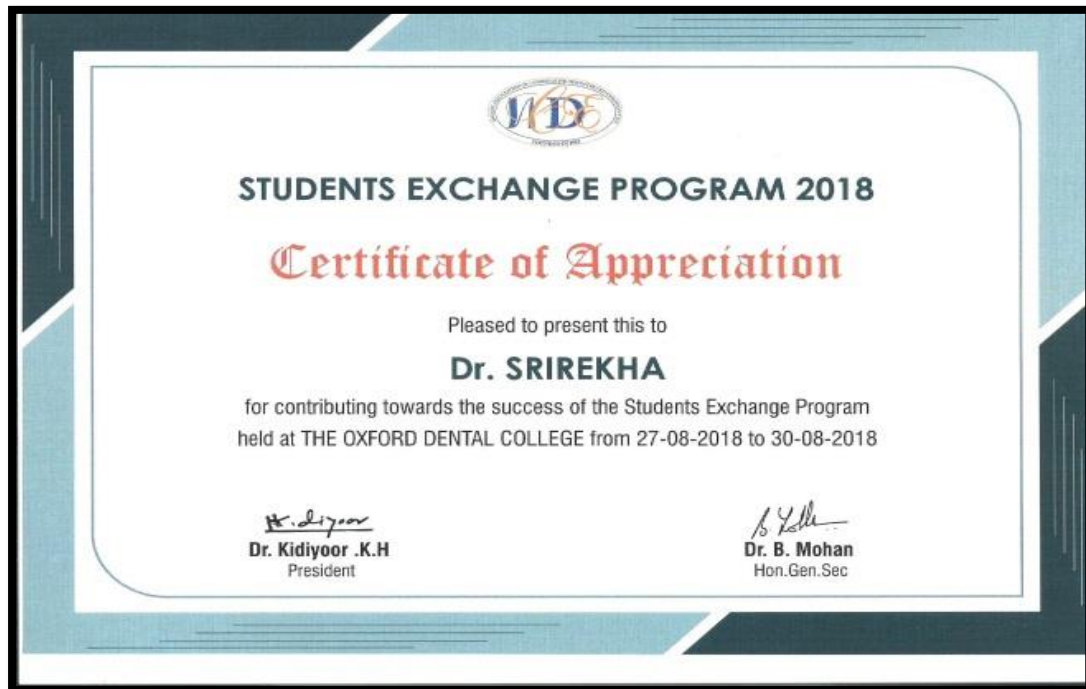 STUDENTS EXCHANGE PROGRAM 2018
Certificate of Appreciation
Pleased to present this to
Dr. SRIREKHA
for contributing towards the success of the Students Exchange Program
held at THE OXFORD DENTAL COLLEGE from 27-08-2018 to 30-08-2018
Dr. Kidiyoor .K.H
President
Dr. B. Mohan
Hon.Gen.Sec